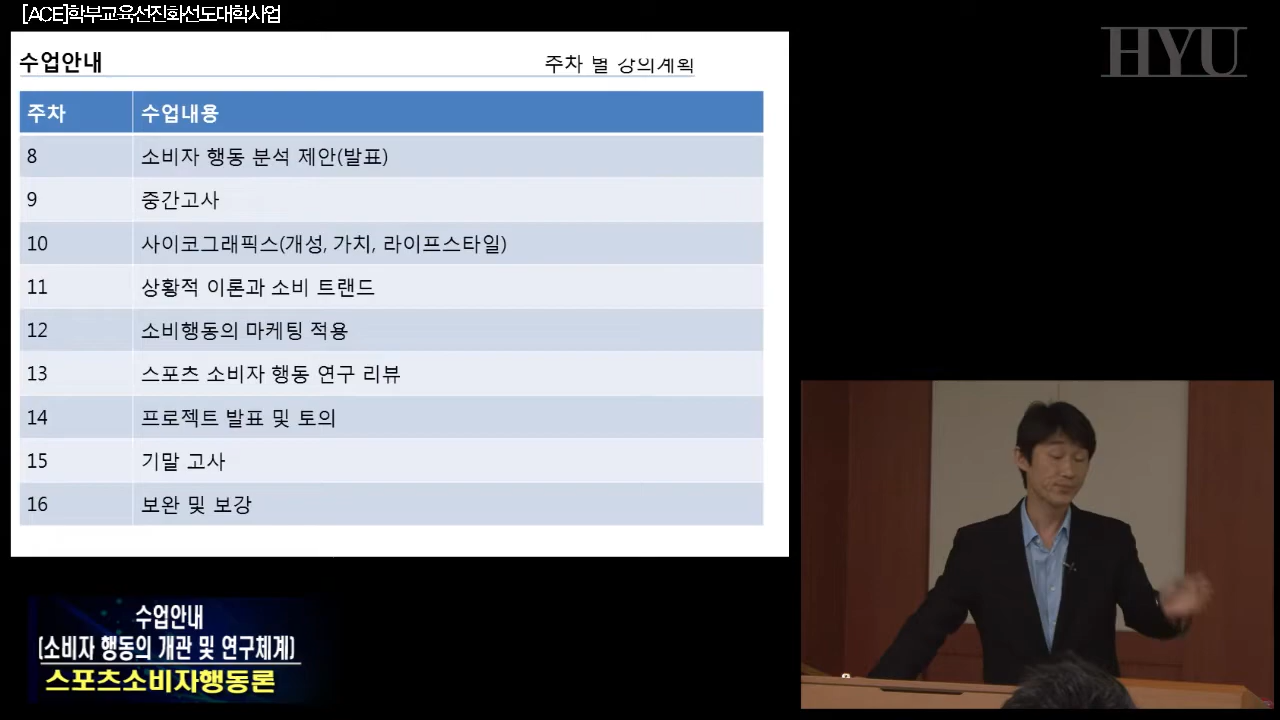 [ACE]학부교육선진화선도대학사업
HYU
수업안내
주차 별 강의계획
주차 수업내용
8 소비자 행동 분석 제안(발표)
9 중간고사
10 사이코그래픽스(개성, 가치, 라이프스타일)
11 상황적 이론과 소비 트랜드
12 소비행동의 마케팅 적용
13 스포츠 소비자 행동 연구 리뷰
14 프로젝트 발표 및 토의
15 기말 고사
16 보완 및 보강
수업안내
(소비자 행동의 개관 및 연구체계)
스포츠소비자행동론